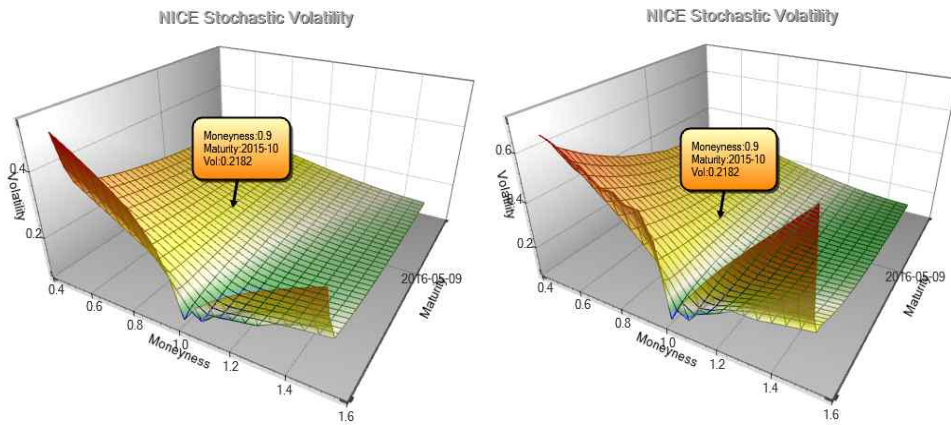 NICE Stochastic Volatility
Moneyness:0.9
Maturity:2015-10
Vol:0.2182
0.4
0.2
Volatility
0.4
0.6
0.8
1.0
1.2
1.4
1.6
Moneyness
2016-05-09
Maturity
NICE Stochastic Volatility
Moneyness:0.9
Maturity:2015-10
Vol:0.2182
0.6
0.4
0.2
Volatility
0.4
0.6
0.8
1.0
1.2
1.4
1.6
Moneyness
2016-05-09
Maturity